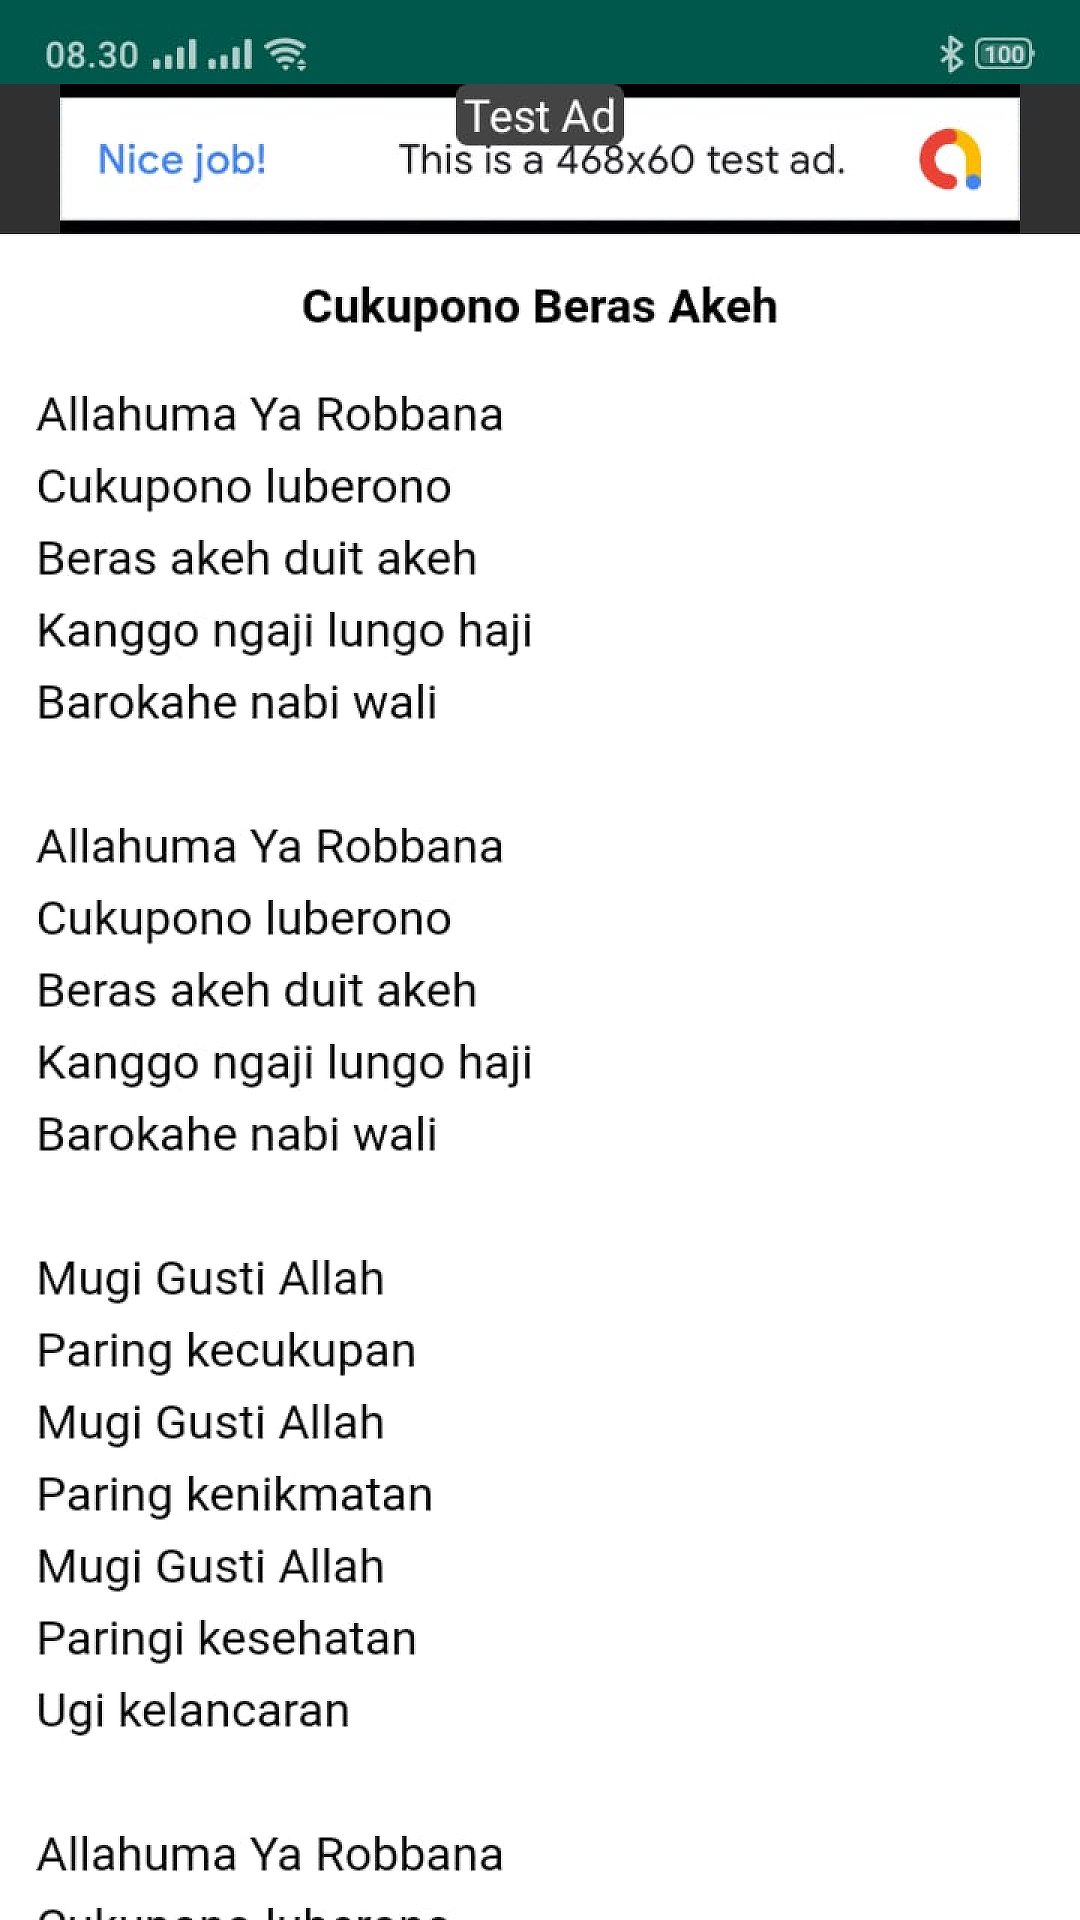 08.30
100
Test Ad
Nice job!
This is a 468x60 test ad.
Cukupono Beras Akeh
Allahuma Ya Robbana
Cukupono luberono
Beras akeh duit akeh
Kanggo ngaji lungo haji
Barokahe nabi wali
Allahuma Ya Robbana
Cukupono luberono
Beras akeh duit akeh
Kanggo ngaji lungo haji
Barokahe nabi wali
Mugi Gusti Allah
Paring kecukupan
Mugi Gusti Allah
Paring kenikmatan
Mugi Gusti Allah
Paringi kesehatan
Ugi kelancaran
Allahuma Ya Robbana